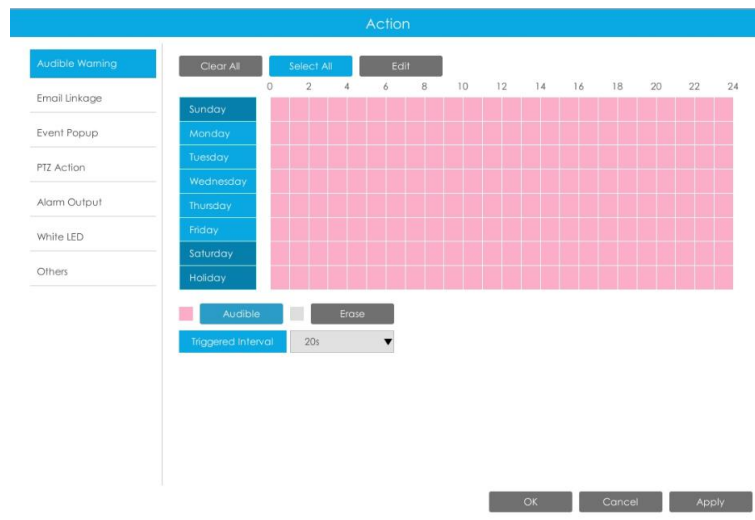 Action
Audible Warning
Email Linkage
Event Popup
PTZ Action
Alarm Output
White LED
Others
Clear All Select All Edit
0 2 4 6 8 10 12 14 16 18 20 22 24
Sunday
Monday
Tuesday
Wednesday
Thursday
Friday
Saturday
Holiday
Audible Erase
Triggered Interval 20s
OK Cancel Apply